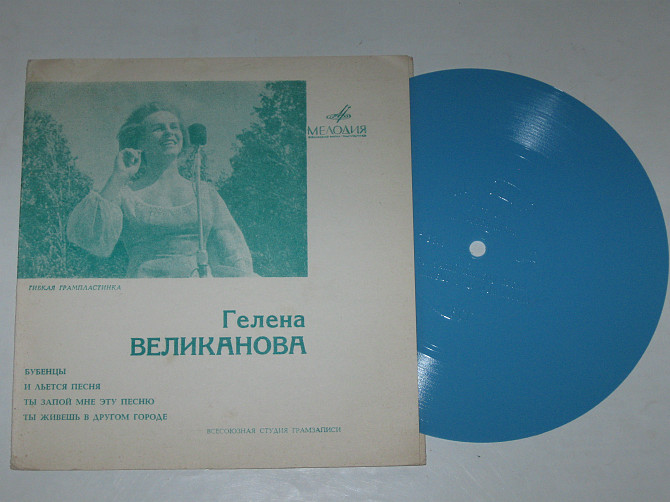 МЕЛОДИЯ
ГИБКАЯ ГРАМПЛАСТИНКА
Гелена
ВЕЛИКАНОВА
БУБЕНЦЫ
И ЛЬЕТСЯ ПЕСНЯ
ТЫ ЗАПОЙ МНЕ ЭТУ ПЕСНЮ
ТЫ ЖИВЕШЬ В ДРУГОМ ГОРОДЕ
ВСЕСОЮЗНАЯ СТУДИЯ ГРАМЗАПИСИ